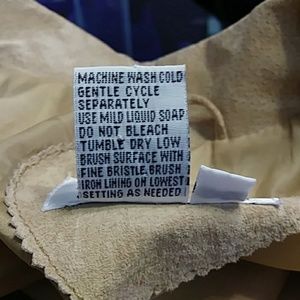 MACHINE WASH COLD
GENTLE CYCLE
SEPARATELY
USE MILD LIQUID SOAP
DO NOT BLEACH
TUMBLE DRY LOW
BRUSH SURFACE WITH
FINE BRISTLE BRUSH
IRON LINING ON LOWEST
SETTING AS NEEDED